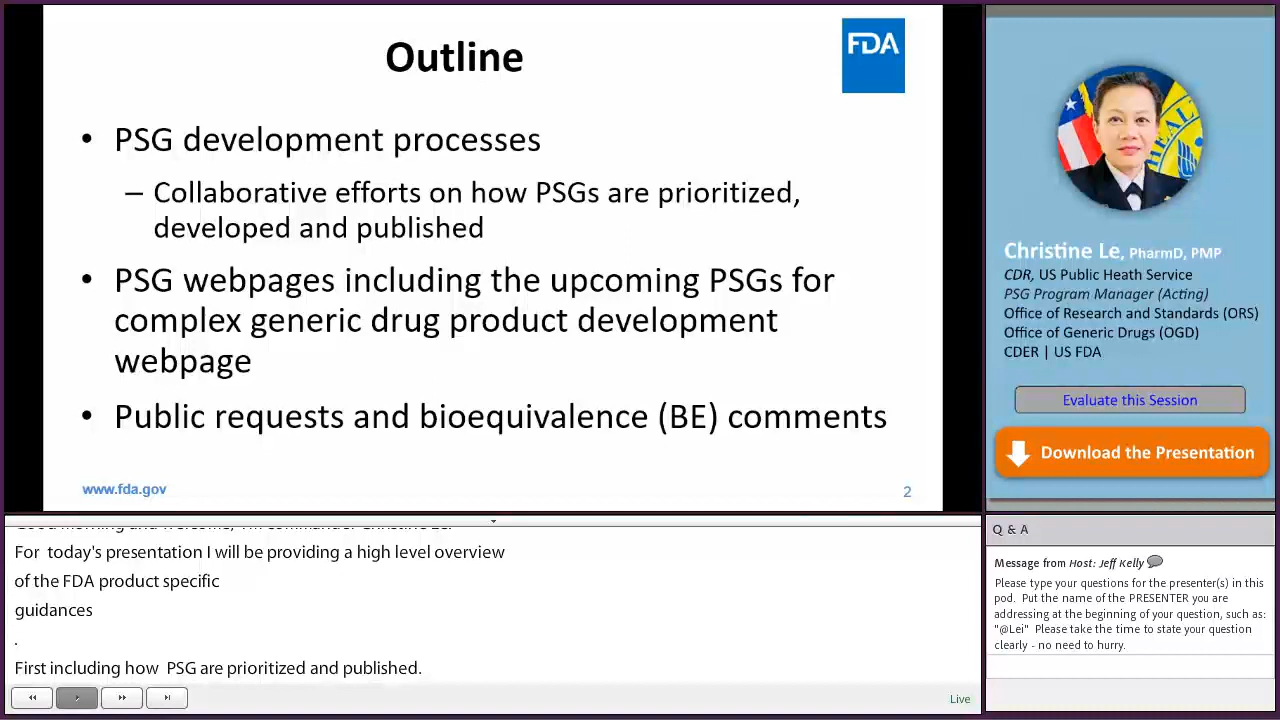 Outline
FDA
• PSG development processes
– Collaborative efforts on how PSGs are prioritized,
developed and published
• PSG webpages including the upcoming PSGs for
complex generic drug product development
webpage
• Public requests and bioequivalence (BE) comments
www.fda.gov
2
Christine Le, PharmD, PMP
CDR, US Public Heath Service
PSG Program Manager (Acting)
Office of Research and Standards (ORS)
Office of Generic Drugs (OGD)
CDER | US FDA
Evaluate this Session
Download the Presentation
For today's presentation I will be providing a high level overview
of the FDA product specific
guidances
.
First including how PSG are prioritized and published.
Live
Q & A
Message from Host: Jeff Kelly
Please type your questions for the presenter(s) in this
pod. Put the name of the PRESENTER you are
addressing at the beginning of your question, such as:
"@Lei" Please take the time to state your question
clearly - no need to hurry.